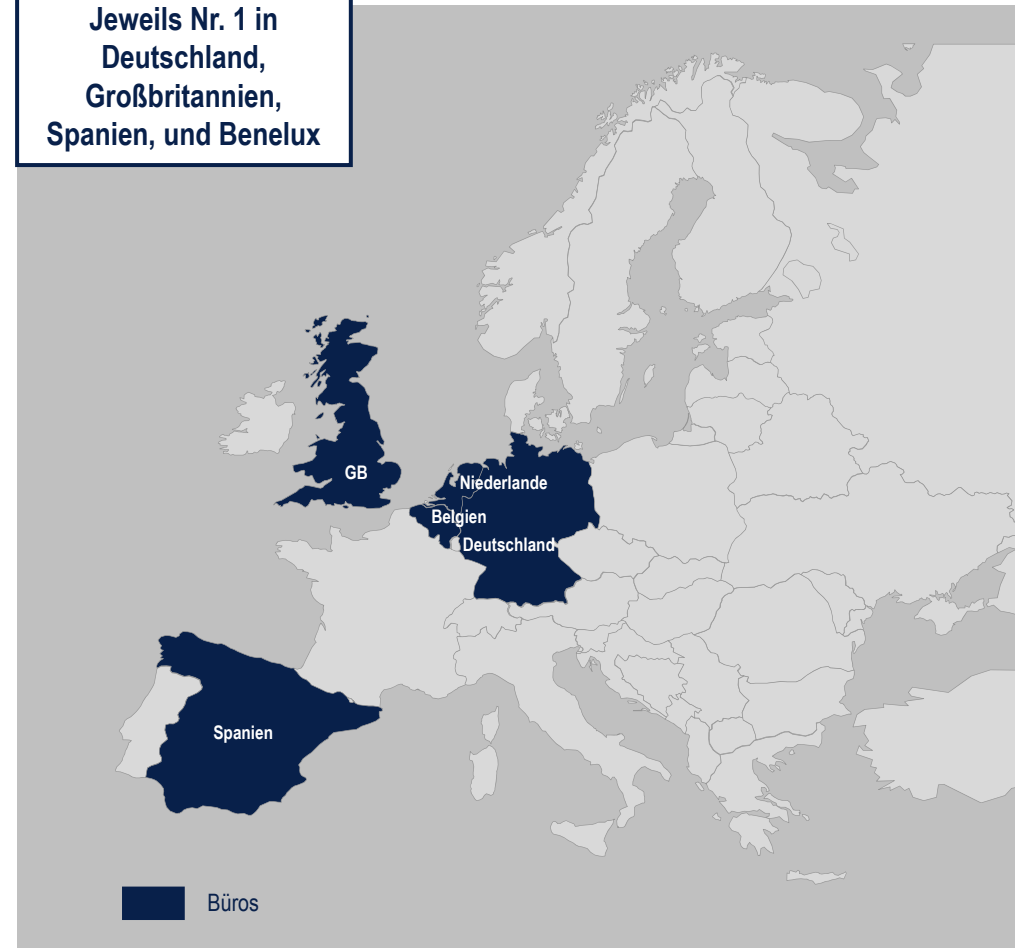 Jeweils Nr. 1 in
Deutschland,
Großbritannien,
Spanien, und Benelux
GB
Niederlande
Belgien
Deutschland
Spanien
Büros